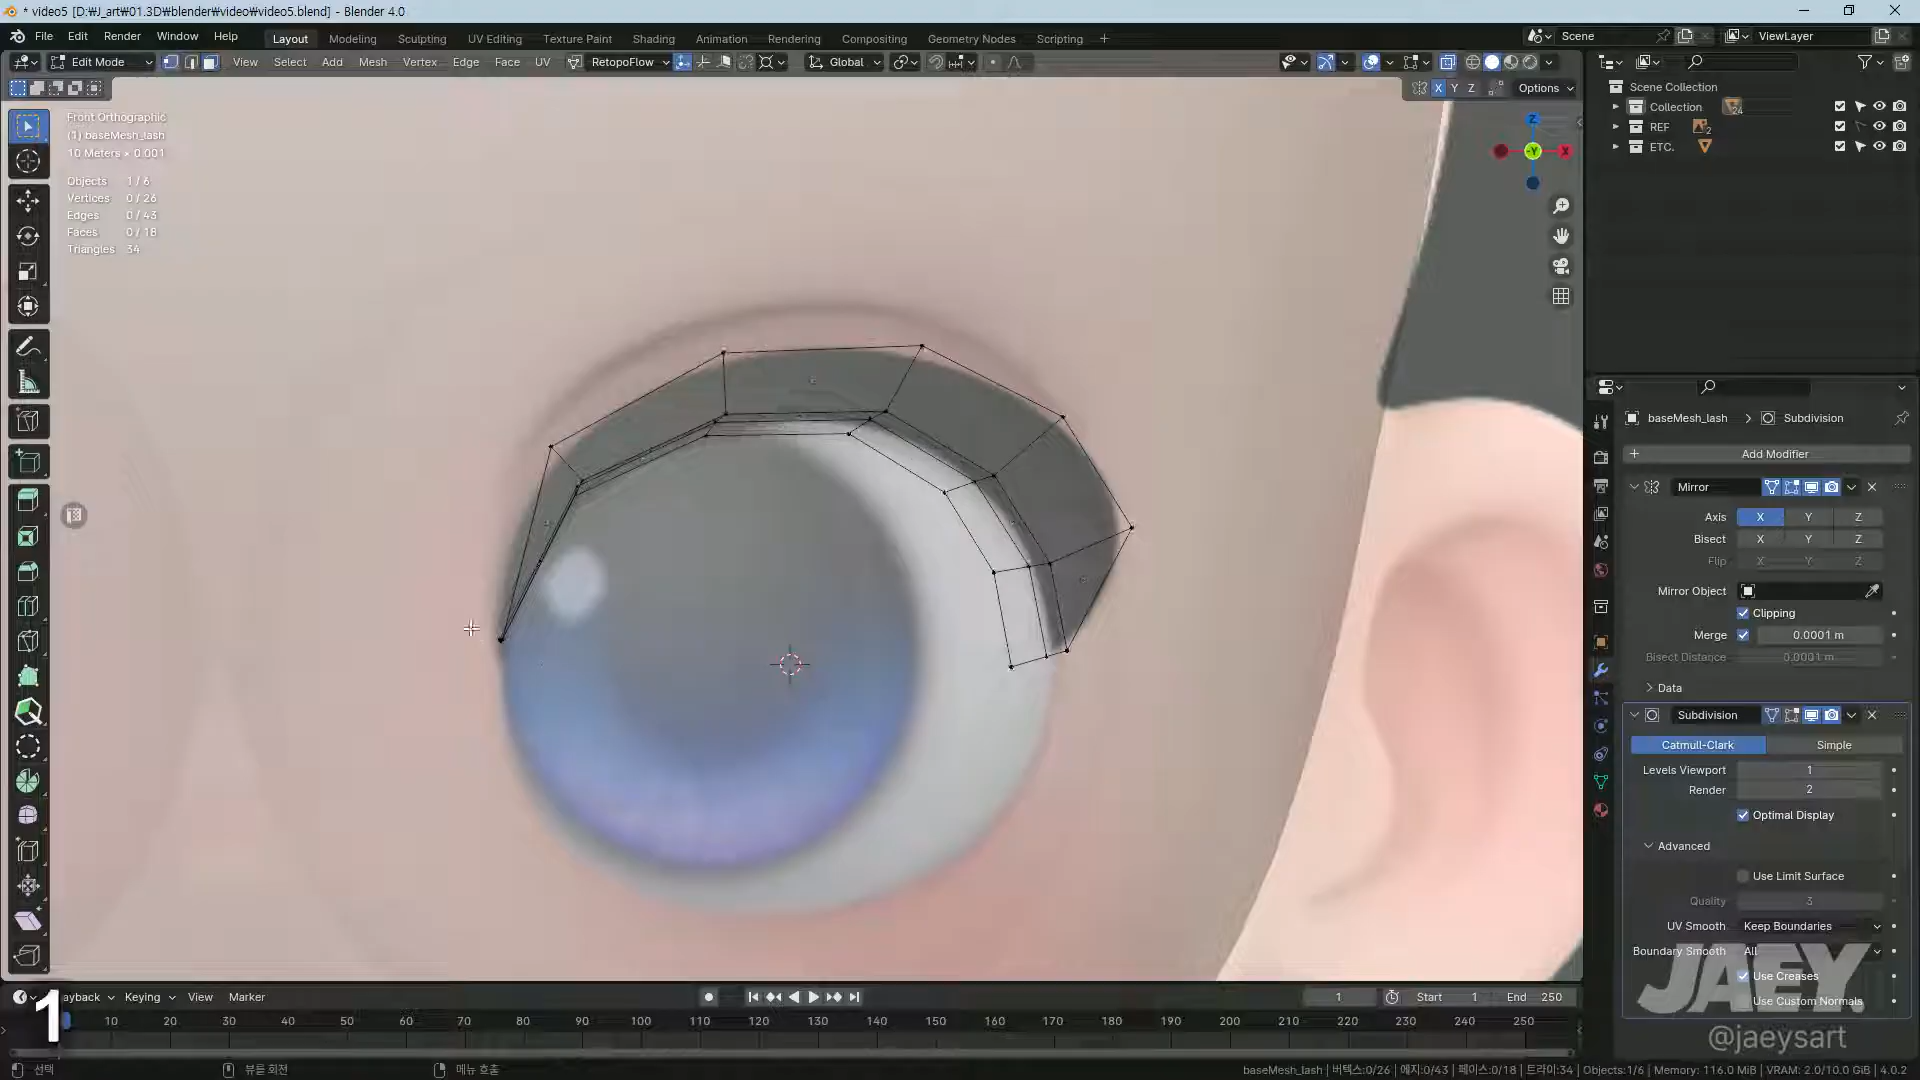 * video5 [D:₩J_art₩01.3D₩blender₩video₩video5.blend] - Blender 4.0
File Edit Render Window Help
Layout Modeling Sculpting UV Editing Texture Paint Shading Animation Rendering Compositing Geometry Nodes Scripting +
Scene
ViewLayer
Edit Mode
View Select Add Mesh Vertex Edge Face UV
RetopoFlow
Global
X Y Z
Options
Front Orthographic
(1) baseMesh_lash
10 Meters × 0.001
Objects 1 / 6
Vertices 0 / 26
Edges 0 / 43
Faces 0 / 18
Triangles 34
Z
-Y
X
Scene Collection
Collection 24
REF 2
ETC.
baseMesh_lash > Subdivision
+ Add Modifier
Mirror
Axis X Y Z
Bisect X Y Z
Flip X Y Z
Mirror Object
Clipping
Merge 0.0001 m
Bisect Distance 0.0001 m
Data
Subdivision
Catmull-Clark Simple
Levels Viewport 1
Render 2
Optimal Display
Advanced
Use Limit Surface
Quality 3
UV Smooth Keep Boundaries
Boundary Smooth All
Use Creases
Use Custom Normals
JAEY.
@jaeysart
1
Keying View Marker
1
Start 1
End 250
10 20 30 40 50 60 70 80 90 100 110 120 130 140 150 160 170 180 190 200 210 220 230 240 250
선택
뷰를 회전
메뉴 호출
baseMesh_lash | 버텍스:0/26 | 에지:0/43 | 페이스:0/18 | 트라이:34 | Objects:1/6 | Memory: 116.0 MiB | VRAM: 2.0/10.0 GiB | 4.0.2